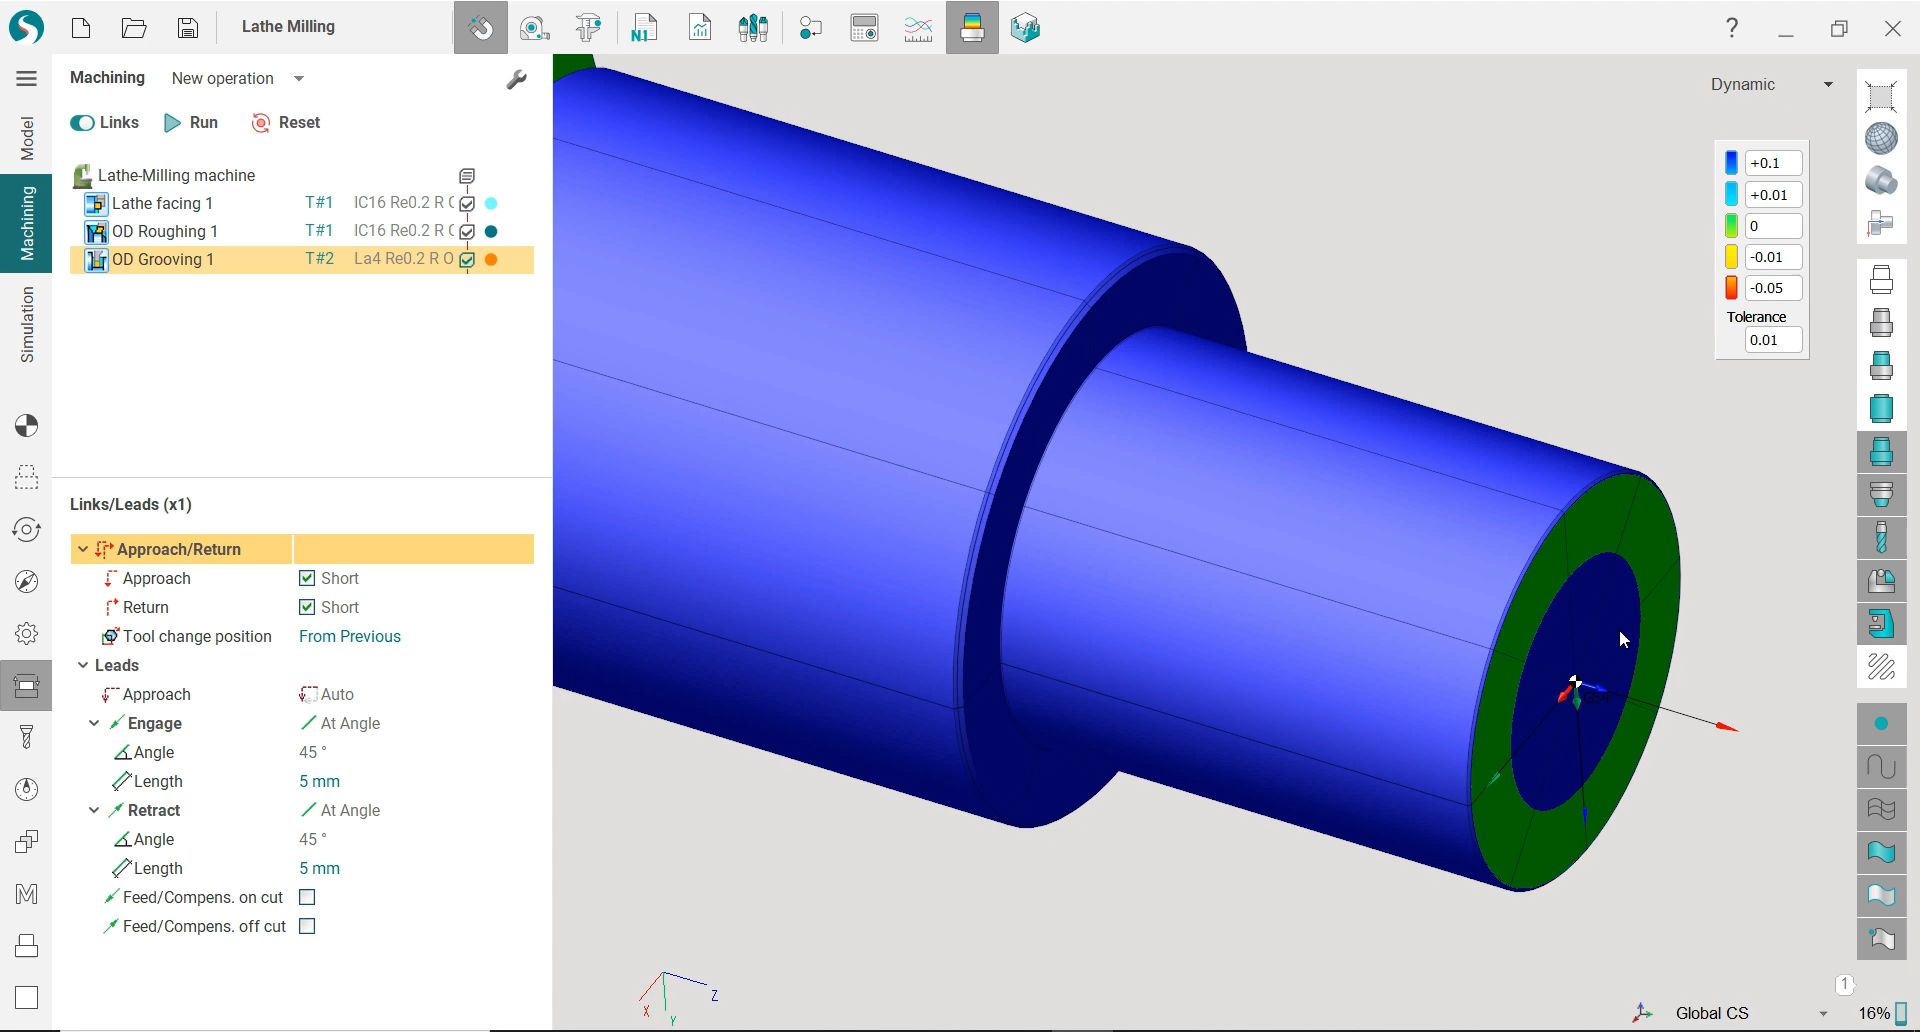 Lathe Milling
N1
Machining
New operation
Links
Run
Reset
Model
Machining
Simulation
Lathe-Milling machine
Lathe facing 1 T#1 IC16 Re0.2 R
OD Roughing 1 T#1 IC16 Re0.2 R
OD Grooving 1 T#2 La4 Re0.2 R O
Links/Leads (x1)
Approach/Return
Approach Short
Return Short
Tool change position From Previous
Leads
Approach Auto
Engage At Angle
Angle 45 °
Length 5 mm
Retract At Angle
Angle 45 °
Length 5 mm
Feed/Compens. on cut
Feed/Compens. off cut
M
Dynamic
+0.1
+0.01
0
-0.01
-0.05
Tolerance
0.01
X
Y
Z
1
Global CS
16%